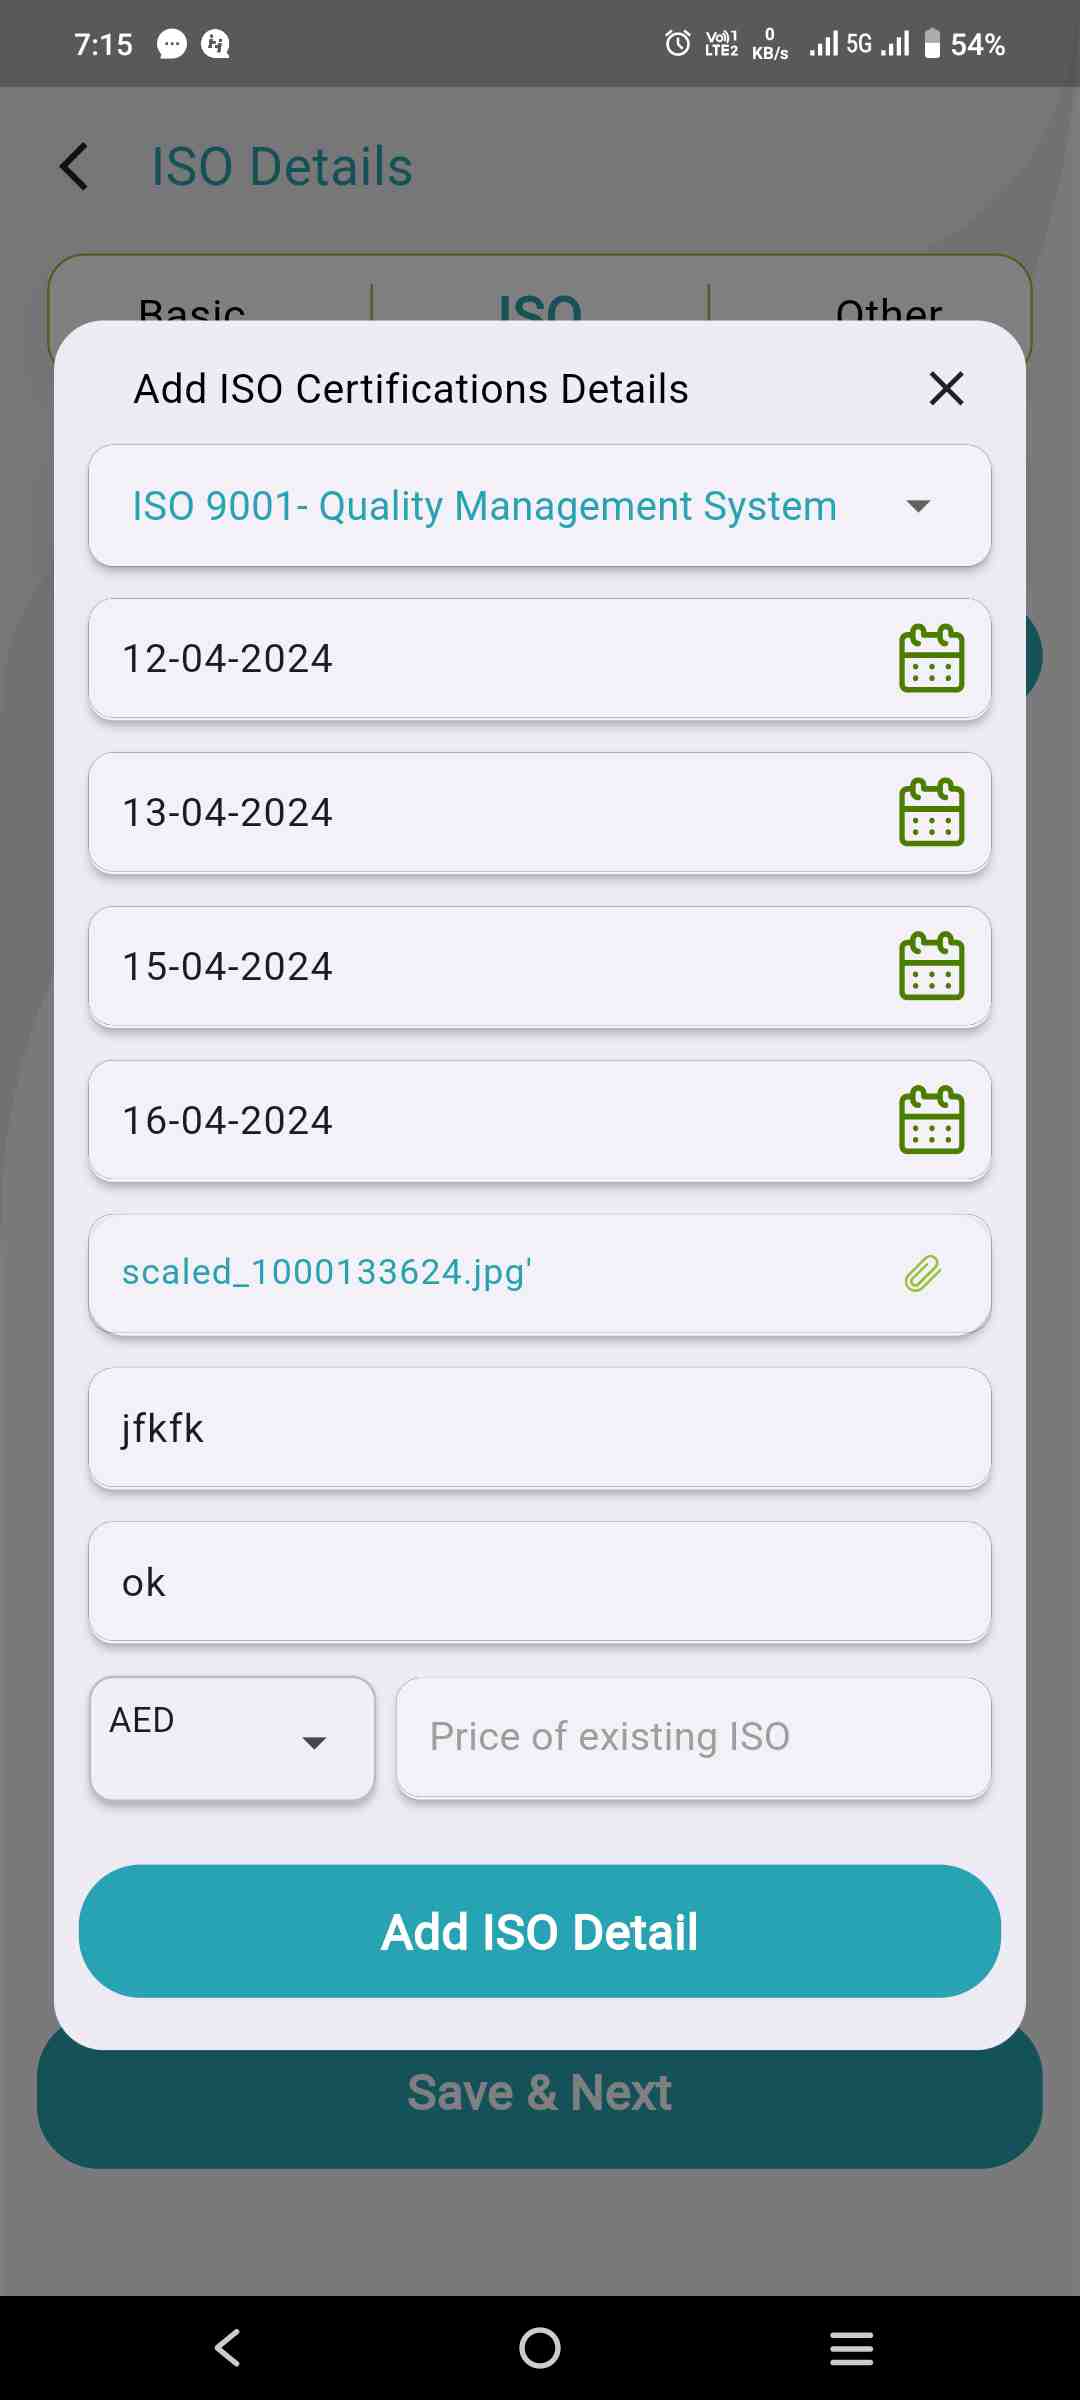 7:15
Vo)) 1 LTE2 0 KB/s 5G 54%
ISO Details
Basic ISO Other
Add ISO Certifications Details
ISO 9001- Quality Management System
12-04-2024
13-04-2024
15-04-2024
16-04-2024
scaled_1000133624.jpg'
jfkfk
ok
AED
Price of existing ISO
Add ISO Detail
Save & Next